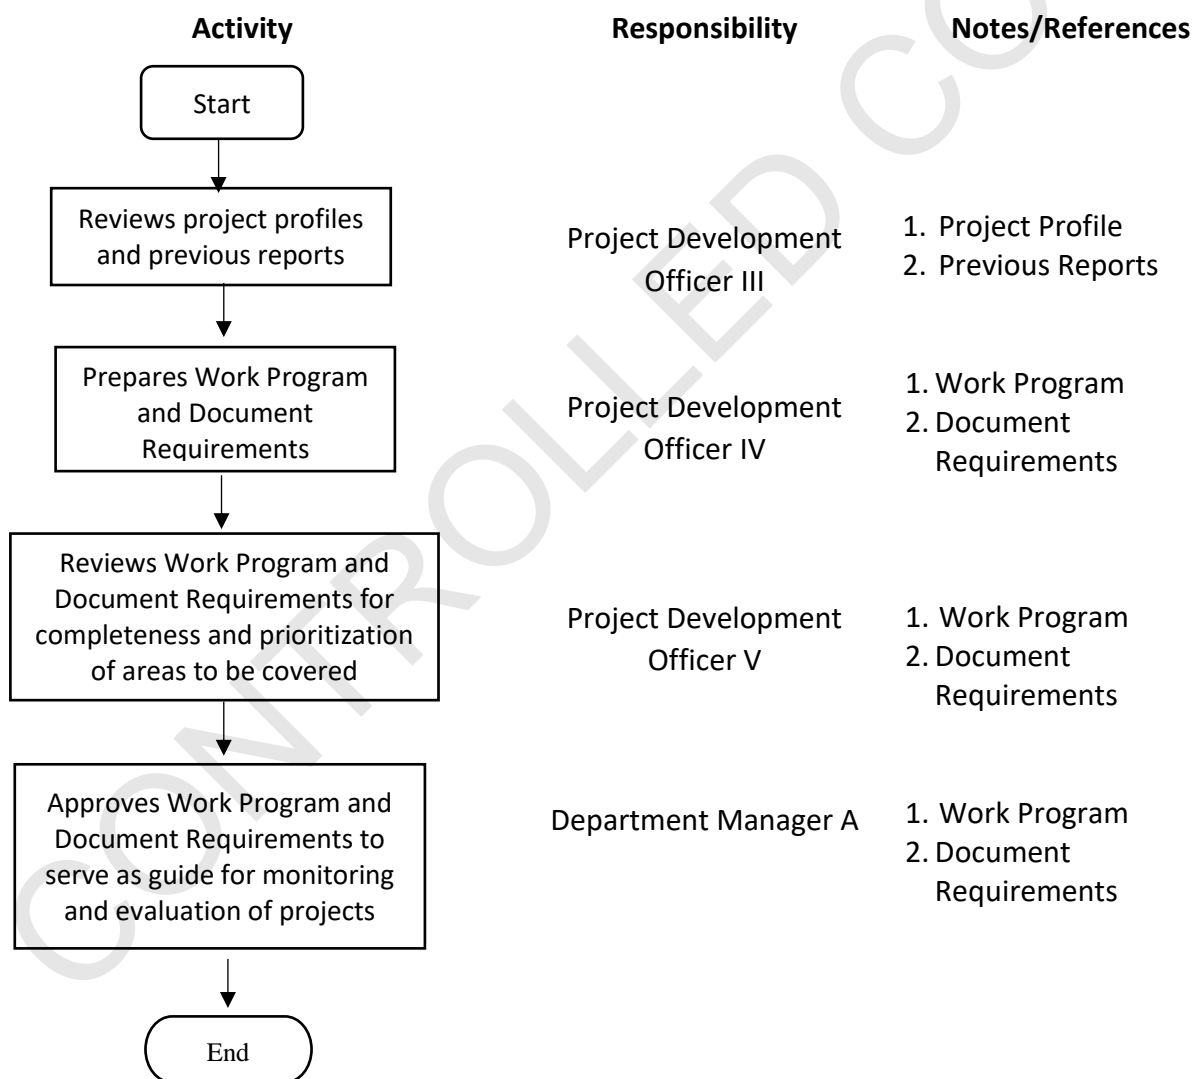 Activity
Responsibility
Notes/References
Start
Reviews project profiles
and previous reports
Project Development
Officer III
1. Project Profile
2. Previous Reports
Prepares Work Program
and Document
Requirements
Project Development
Officer IV
1. Work Program
2. Document
Requirements
Reviews Work Program and
Document Requirements for
completeness and prioritization
of areas to be covered
Project Development
Officer V
1. Work Program
2. Document
Requirements
Approves Work Program and
Document Requirements to
serve as guide for monitoring
and evaluation of projects
Department Manager A
1. Work Program
2. Document
Requirements
End
CONTROLLED CO